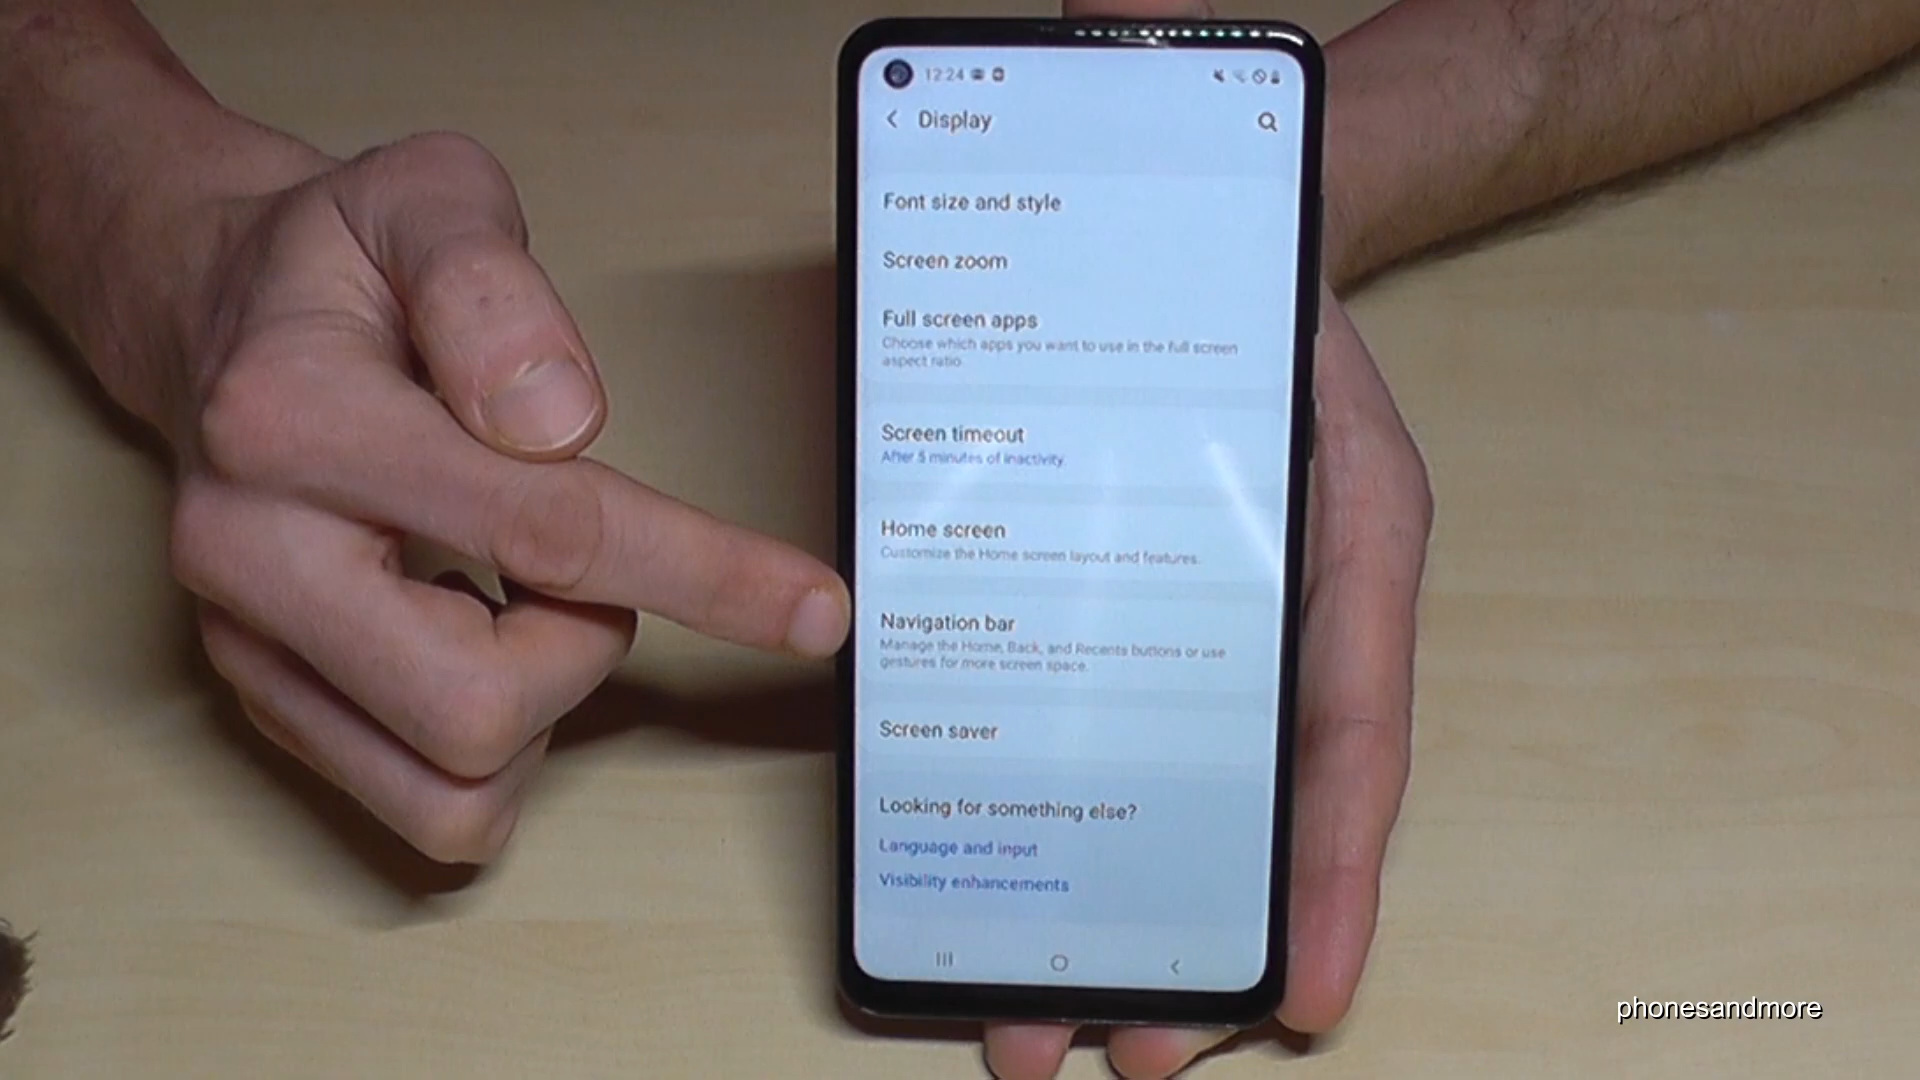 12:24
Display
Font size and style
Screen zoom
Full screen apps
Choose which apps you want to use in the full screen
aspect ratio.
Screen timeout
After 5 minutes of inactivity.
Home screen
Customize the Home screen layout and features.
Navigation bar
Manage the Home, Back, and Recents buttons or use
gestures for more screen space.
Screen saver
Looking for something else?
Language and input
Visibility enhancements
phonesandmore